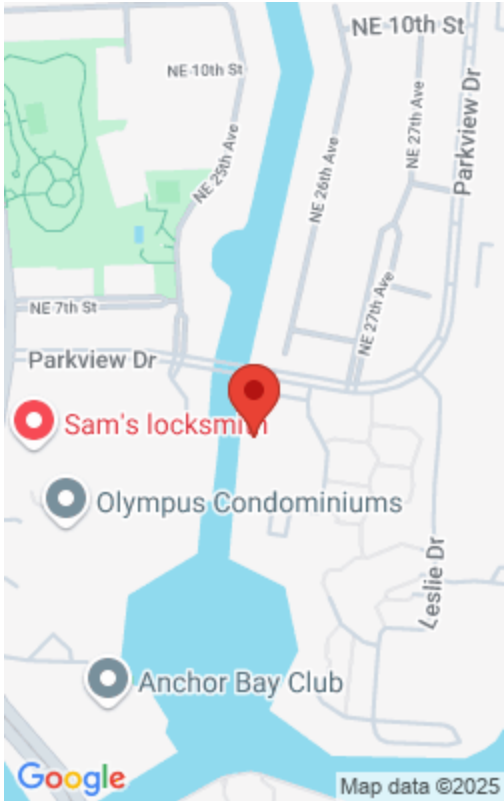 NE 10th St
NE 10th St
NE 25th Ave
NE 26th Ave
NE 27th Ave
Parkview Dr
NE 7th St
NE 27th Ave
Parkview Dr
Sam's locksmith
Olympus Condominiums
Leslie Dr
Anchor Bay Club
Google
Map data ©2025